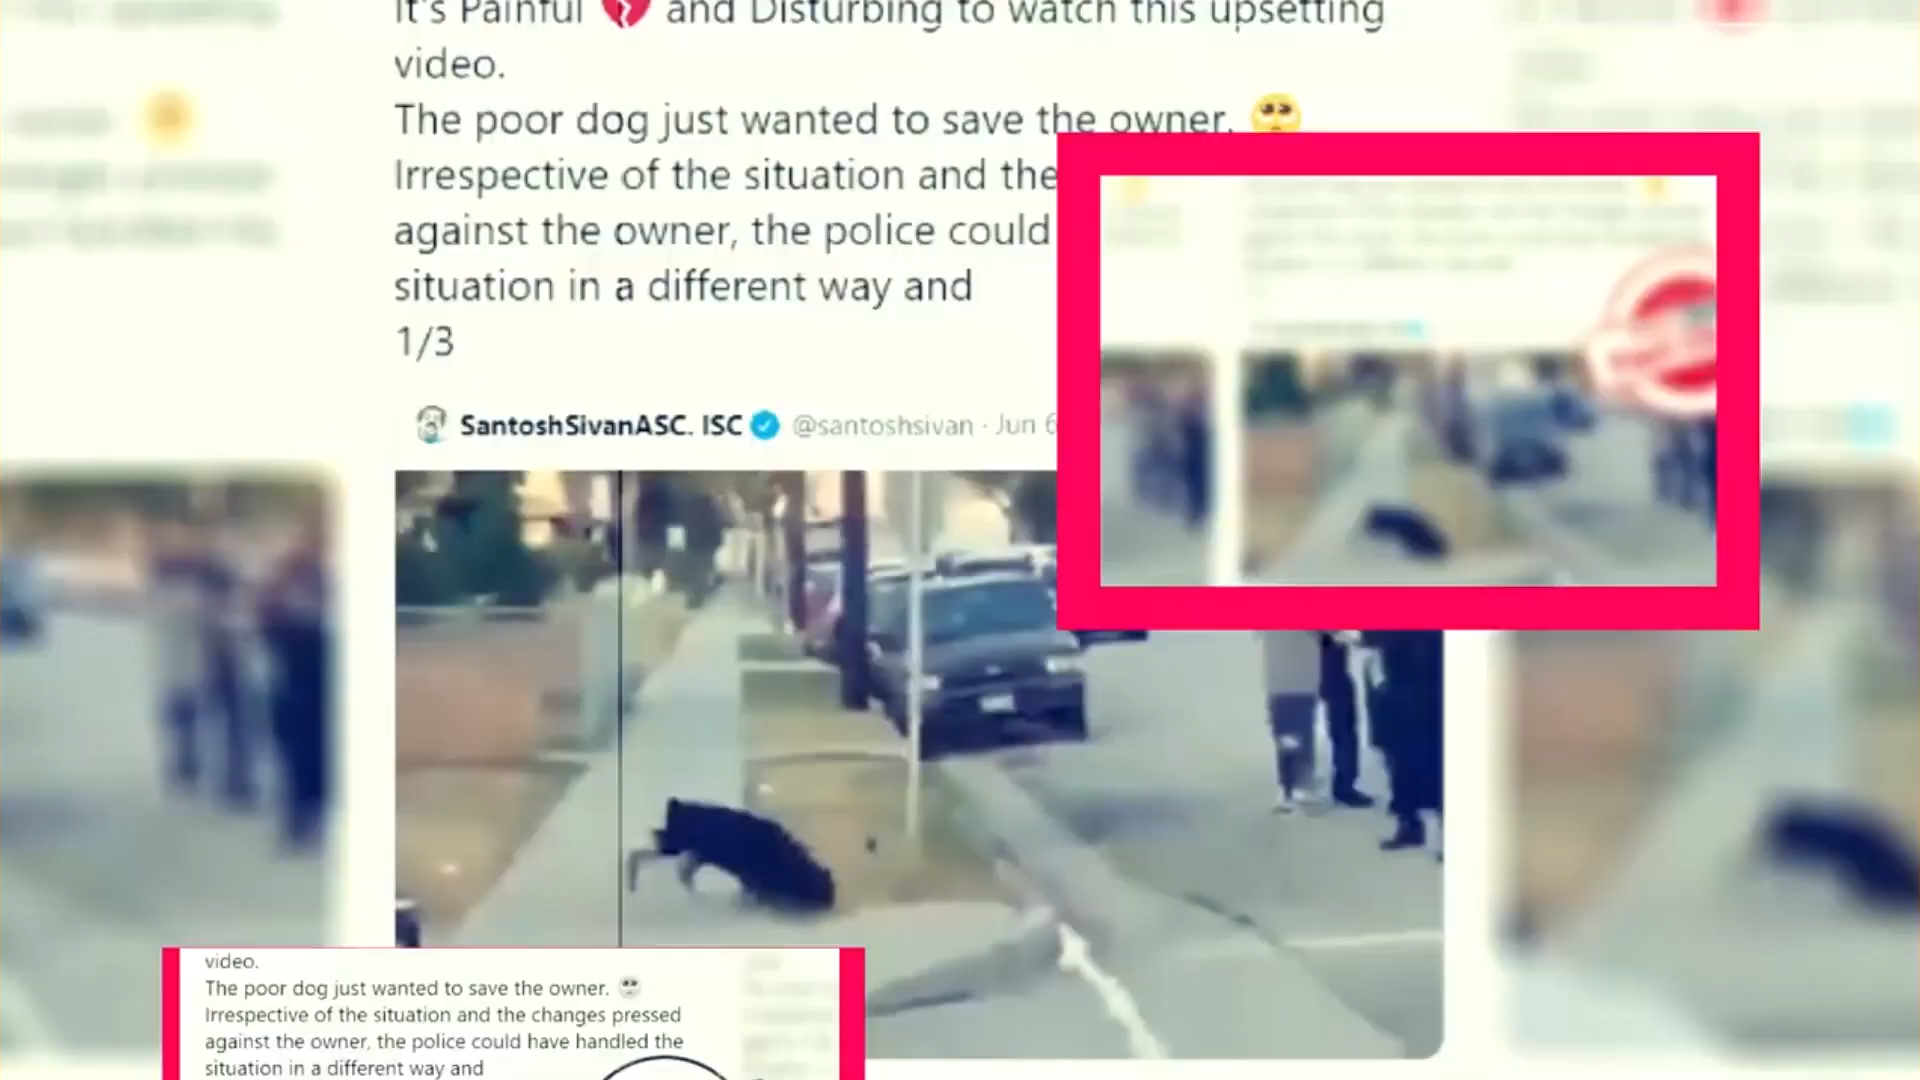 It's Painful 💔 and Disturbing to watch this upsetting
video.
The poor dog just wanted to save the owner. 🥺
Irrespective of the situation and the
against the owner, the police could
situation in a different way and
1/3
SantoshSivanASC. ISC @santoshsivan · Jun 6
video.
The poor dog just wanted to save the owner. 🥺
Irrespective of the situation and the changes pressed
against the owner, the police could have handled the
situation in a different way and